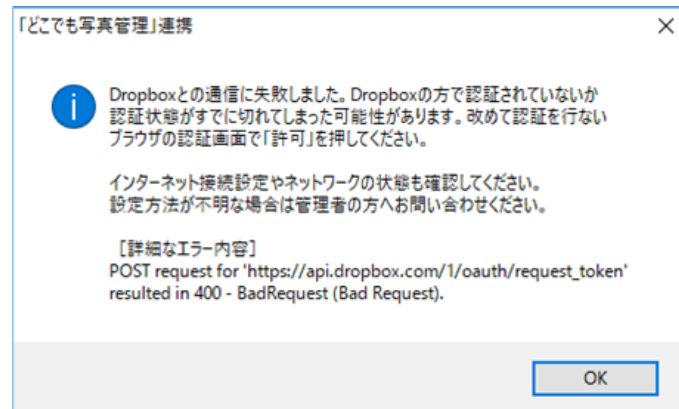 「どこでも写真管理」連携
Dropboxとの通信に失敗しました。Dropboxの方で認証されていないか
認証状態がすでに切れてしまった可能性があります。改めて認証を行ない
ブラウザの認証画面で「許可」を押してください。
インターネット接続設定やネットワークの状態も確認してください。
設定方法が不明な場合は管理者の方へお問い合わせください。
［詳細なエラー内容］
POST request for 'https://api.dropbox.com/1/oauth/request_token'
resulted in 400 - BadRequest (Bad Request).
OK